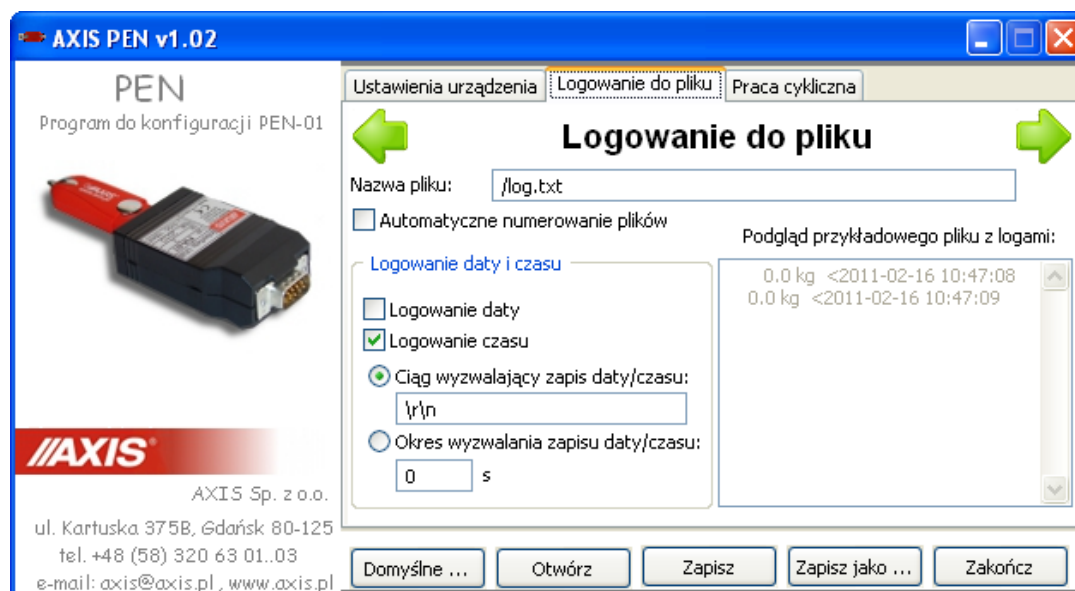 AXIS PEN v1.02
PEN
Program do konfiguracji PEN-01
//AXIS
AXIS Sp. z o.o.
ul. Kartuska 375B, Gdańsk 80-125
tel. +48 (58) 320 63 01..03
e-mail: axis@axis.pl , www.axis.pl
Ustawienia urządzenia
Logowanie do pliku
Praca cykliczna
Logowanie do pliku
Nazwa pliku:
/log.txt
Automatyczne numerowanie plików
Logowanie daty i czasu
Logowanie daty
Logowanie czasu
Ciąg wyzwalający zapis daty/czasu:
\r\n
Okres wyzwalania zapisu daty/czasu:
0 s
Podgląd przykładowego pliku z logami:
0.0 kg <2011-02-16 10:47:08
0.0 kg <2011-02-16 10:47:09
Domyślne ...
Otwórz
Zapisz
Zapisz jako ...
Zakończ